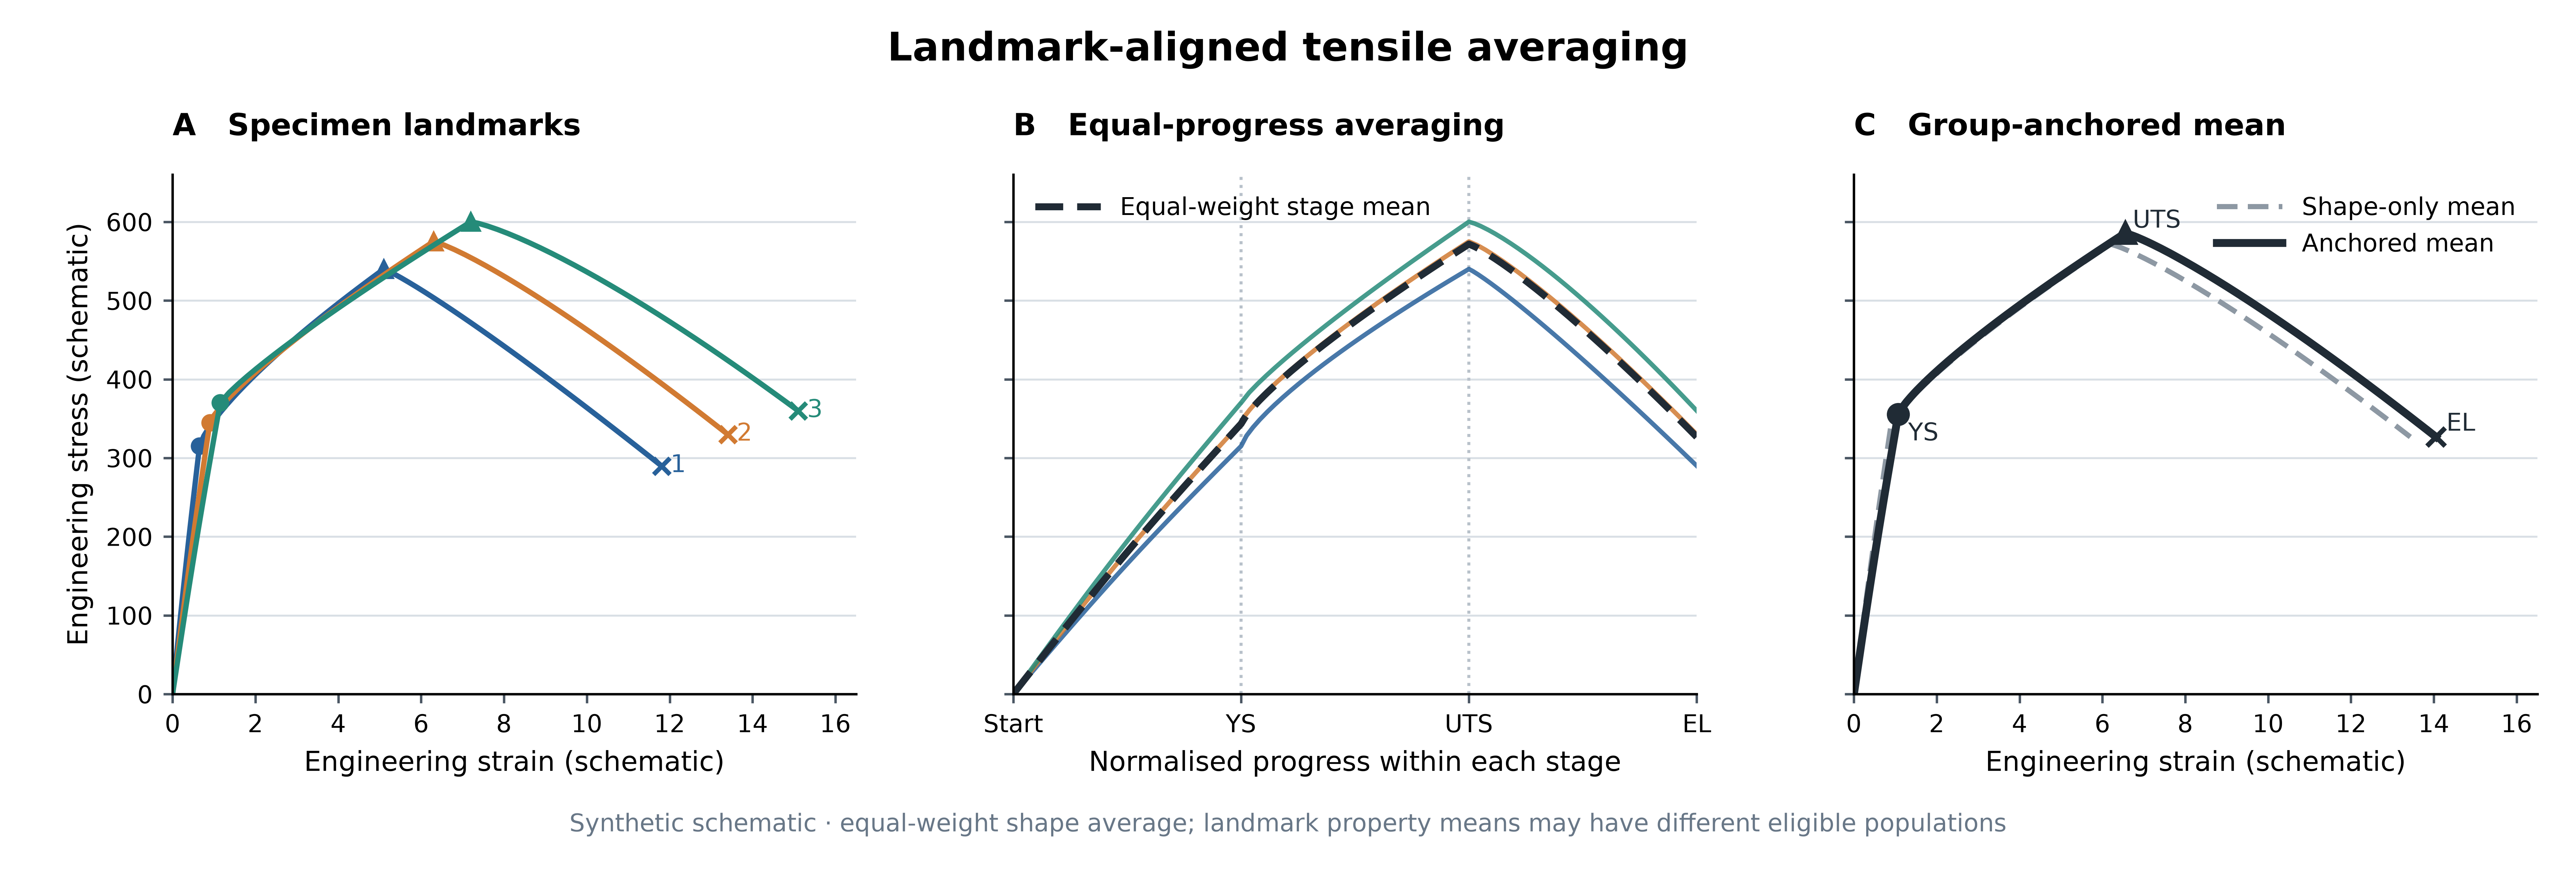 Landmark-aligned tensile averaging
A Specimen landmarks
Engineering stress (schematic)
600
500
400
300
200
100
0
0 2 4 6 8 10 12 14 16
Engineering strain (schematic)
1
2
3
B Equal-progress averaging
Equal-weight stage mean
Start YS UTS EL
Normalised progress within each stage
C Group-anchored mean
Shape-only mean
Anchored mean
UTS
YS
EL
0 2 4 6 8 10 12 14 16
Engineering strain (schematic)
Synthetic schematic · equal-weight shape average; landmark property means may have different eligible populations